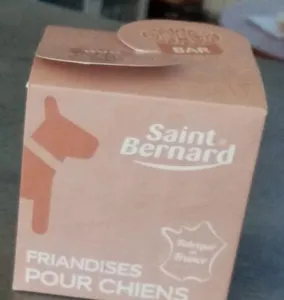 BAR
Saint
Bernard
Fabriqué
en
France
FRIANDISES
POUR CHIENS